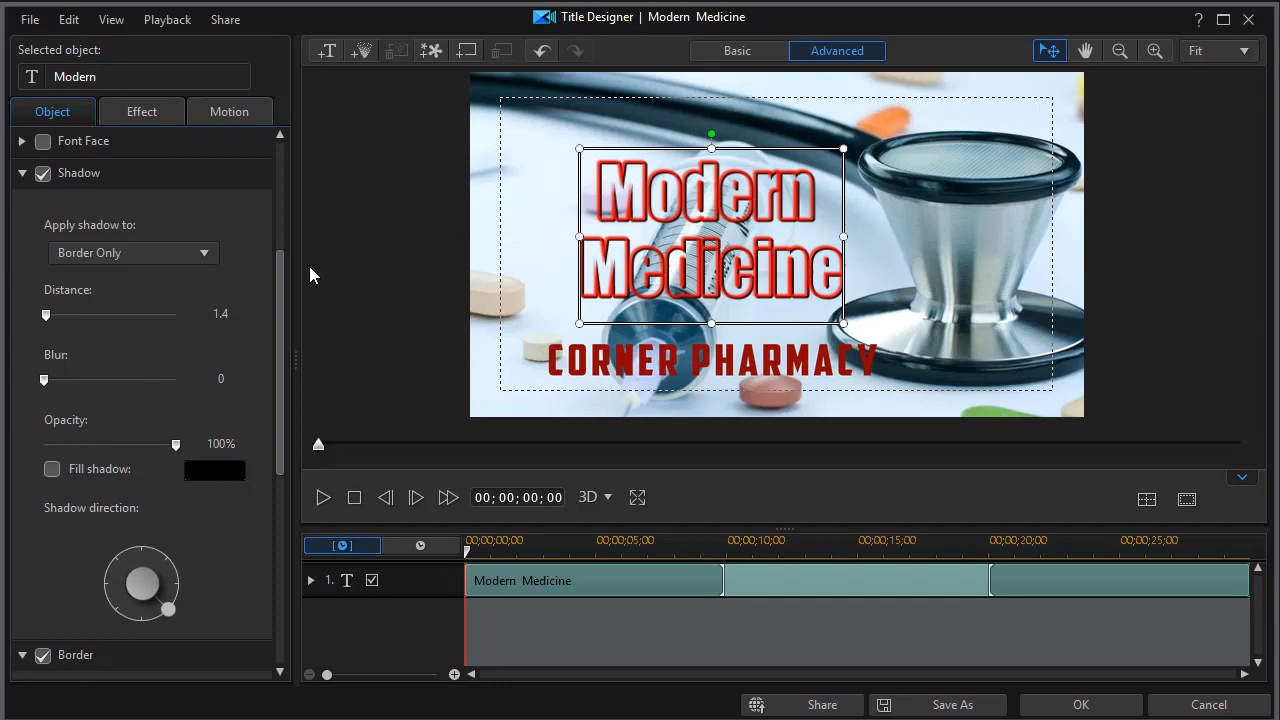 File Edit View Playback Share
Title Designer | Modern Medicine
?
Selected object:
T Modern
Object Effect Motion
Basic Advanced
Fit
Font Face
Shadow
Apply shadow to:
Border Only
Distance:
1.4
Blur:
0
Opacity:
100%
Fill shadow:
Shadow direction:
Border
Modern
Medicine
CORNER PHARMACY
00;00;00;00
3D
00;00;00;00 00;00;05;00 00;00;10;00 00;00;15;00 00;00;20;00 00;00;25;00
1. T Modern Medicine
Share Save As OK Cancel